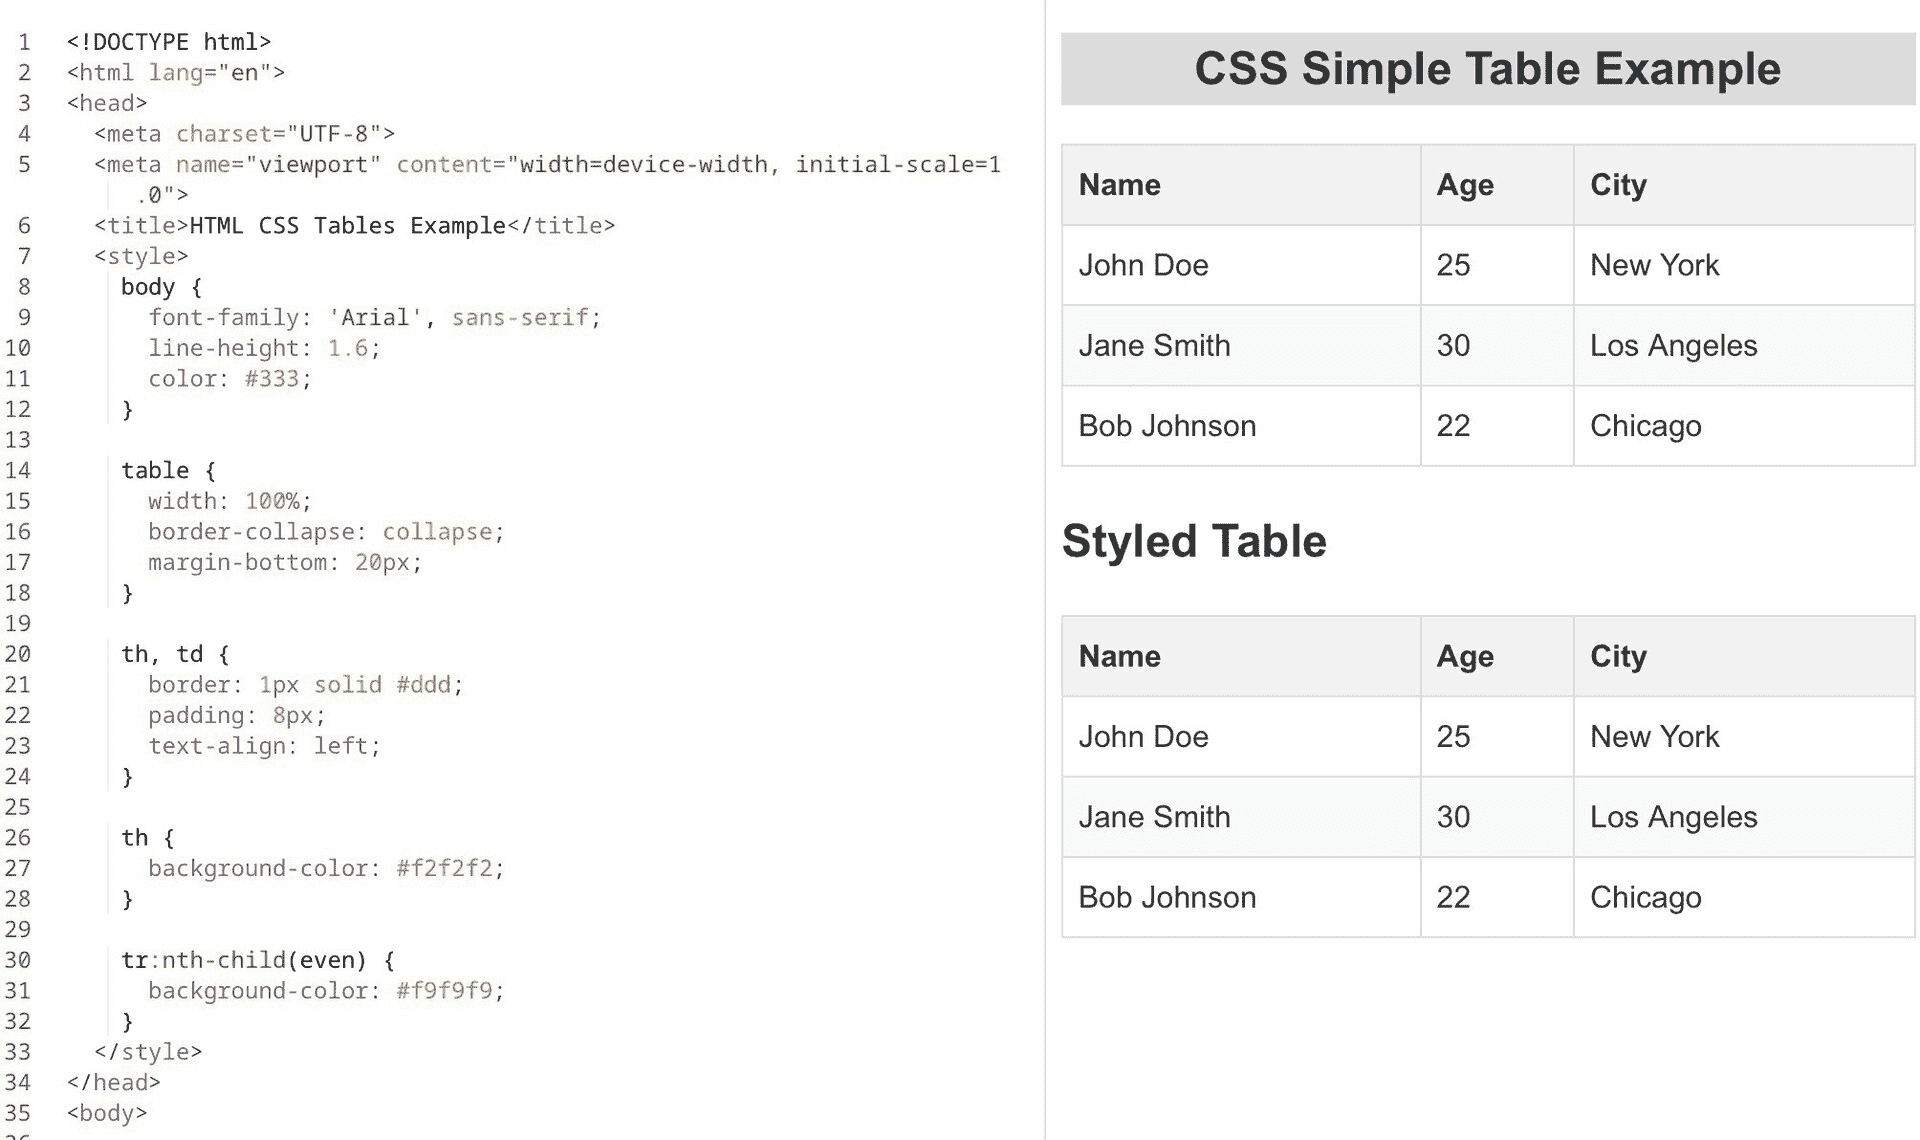 1 <!DOCTYPE html>
2 <html lang="en">
3 <head>
4 <meta charset="UTF-8">
5 <meta name="viewport" content="width=device-width, initial-scale=1
.0">
6 <title>HTML CSS Tables Example</title>
7 <style>
8 body {
9 font-family: 'Arial', sans-serif;
10 line-height: 1.6;
11 color: #333;
12 }
13
14 table {
15 width: 100%;
16 border-collapse: collapse;
17 margin-bottom: 20px;
18 }
19
20 th, td {
21 border: 1px solid #ddd;
22 padding: 8px;
23 text-align: left;
24 }
25
26 th {
27 background-color: #f2f2f2;
28 }
29
30 tr:nth-child(even) {
31 background-color: #f9f9f9;
32 }
33 </style>
34 </head>
35 <body>
CSS Simple Table Example
Name Age City
John Doe 25 New York
Jane Smith 30 Los Angeles
Bob Johnson 22 Chicago
Styled Table
Name Age City
John Doe 25 New York
Jane Smith 30 Los Angeles
Bob Johnson 22 Chicago